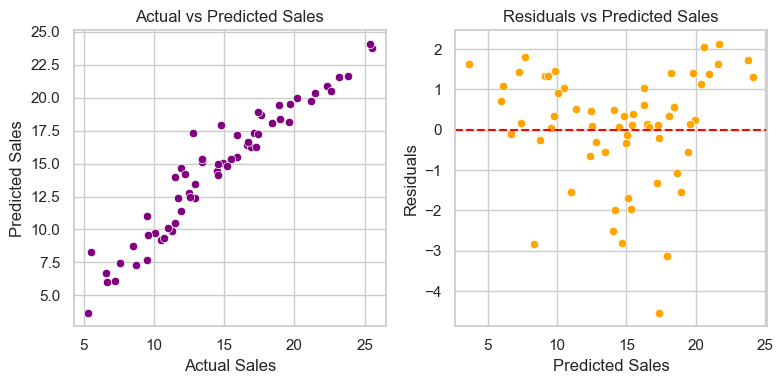 Actual vs Predicted Sales
Predicted Sales
25.0
22.5
20.0
17.5
15.0
12.5
10.0
7.5
5.0
5 10 15 20 25
Actual Sales
Residuals vs Predicted Sales
Residuals
2
1
0
−1
−2
−3
−4
5 10 15 20 25
Predicted Sales